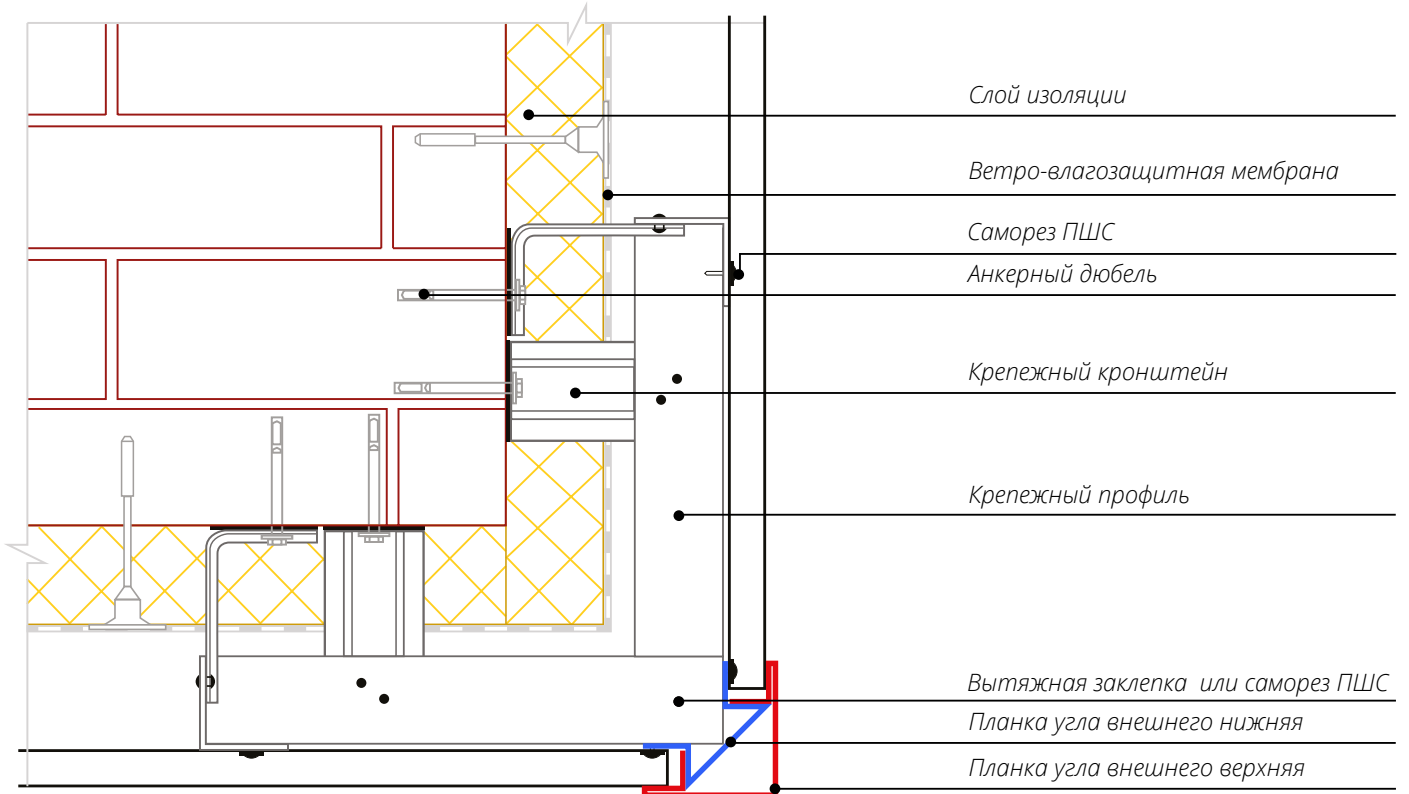 Слой изоляции
Ветро-влагозащитная мембрана
Саморез ПШС
Анкерный дюбель
Крепежный кронштейн
Крепежный профиль
Вытяжная заклепка или саморез ПШС
Планка угла внешнего нижняя
Планка угла внешнего верхняя